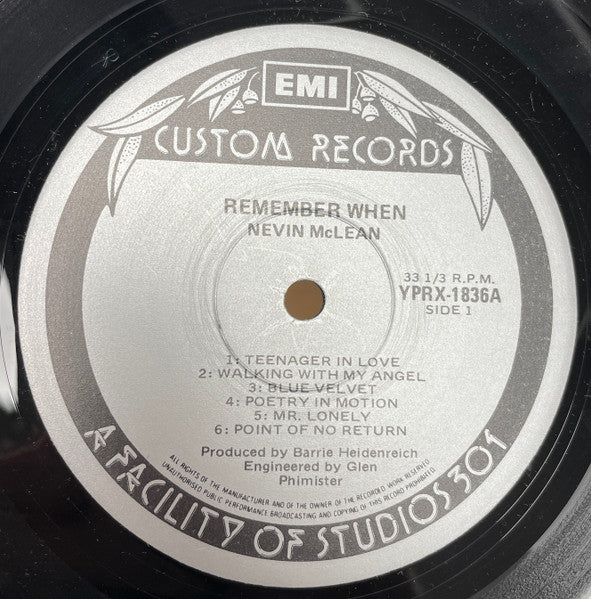 EMI
CUSTOM RECORDS
REMEMBER WHEN
NEVIN McLEAN
33 1/3 R.P.M.
YPRX-1836A
SIDE 1
1: TEENAGER IN LOVE
2: WALKING WITH MY ANGEL
3: BLUE VELVET
4: POETRY IN MOTION
5: MR. LONELY
6: POINT OF NO RETURN
Produced by Barrie Heidenreich
Engineered by Glen
Phimister
ALL RIGHTS OF THE MANUFACTURER AND OF THE OWNER OF THE RECORDED WORK RESERVED
UNAUTHORISED PUBLIC PERFORMANCE BROADCASTING AND COPYING OF THIS RECORD PROHIBITED
A FACILITY OF STUDIOS 301